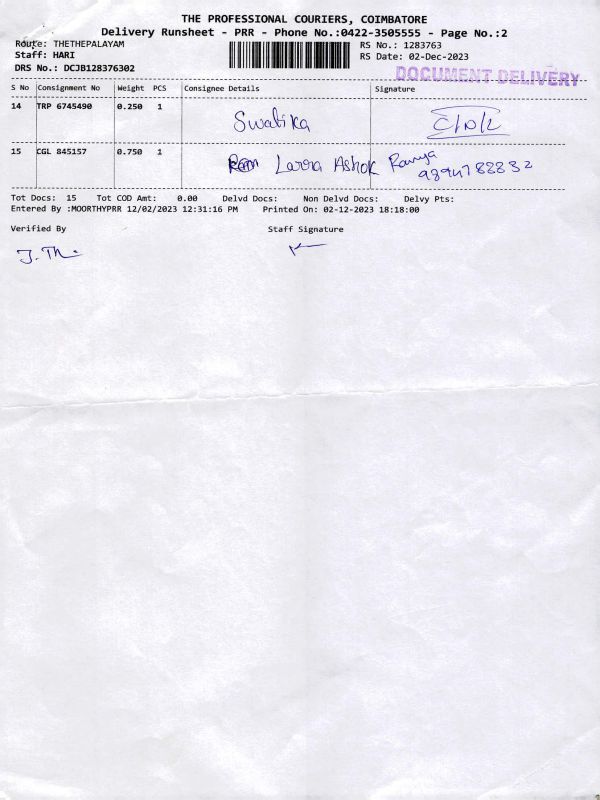 THE PROFESSIONAL COURIERS, COIMBATORE
Delivery Runsheet - PRR - Phone No.:0422-3505555 - Page No.:2
Route: THETHEPALAYAM
Staff: HARI
DRS No.: DCJB128376302
RS No.: 1283763
RS Date: 02-Dec-2023
DOCUMENT DELIVERY
S No Consignment No Weight PCS Consignee Details Signature
14 TRP 6745490 0.250 1 Swatika
15 CGL 845157 0.750 1 Ashok Ramya
9894788832
Tot Docs: 15 Tot COD Amt: 0.00 Delvd Docs: Non Delvd Docs: Delvy Pts:
Entered By :MOORTHYPRR 12/02/2023 12:31:16 PM Printed On: 02-12-2023 18:18:00
Verified By Staff Signature